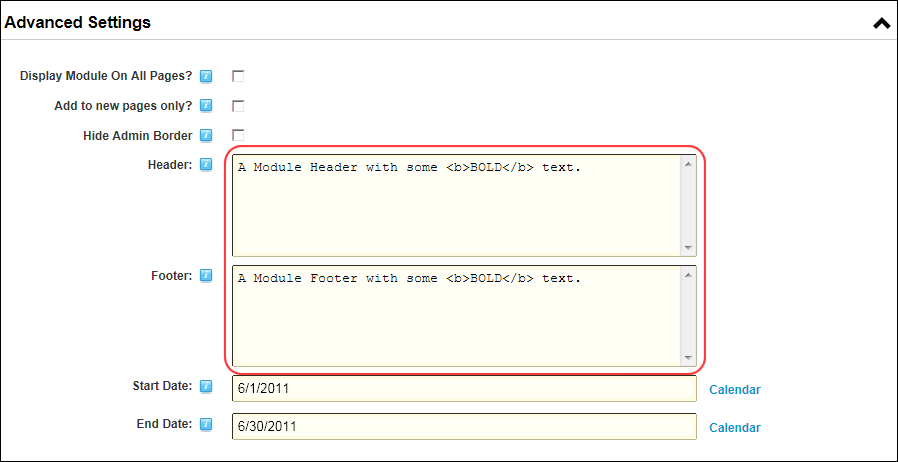 Advanced Settings
Display Module On All Pages?
Add to new pages only?
Hide Admin Border
Header:
A Module Header with some <b>BOLD</b> text.
Footer:
A Module Footer with some <b>BOLD</b> text.
Start Date: 6/1/2011 Calendar
End Date: 6/30/2011 Calendar